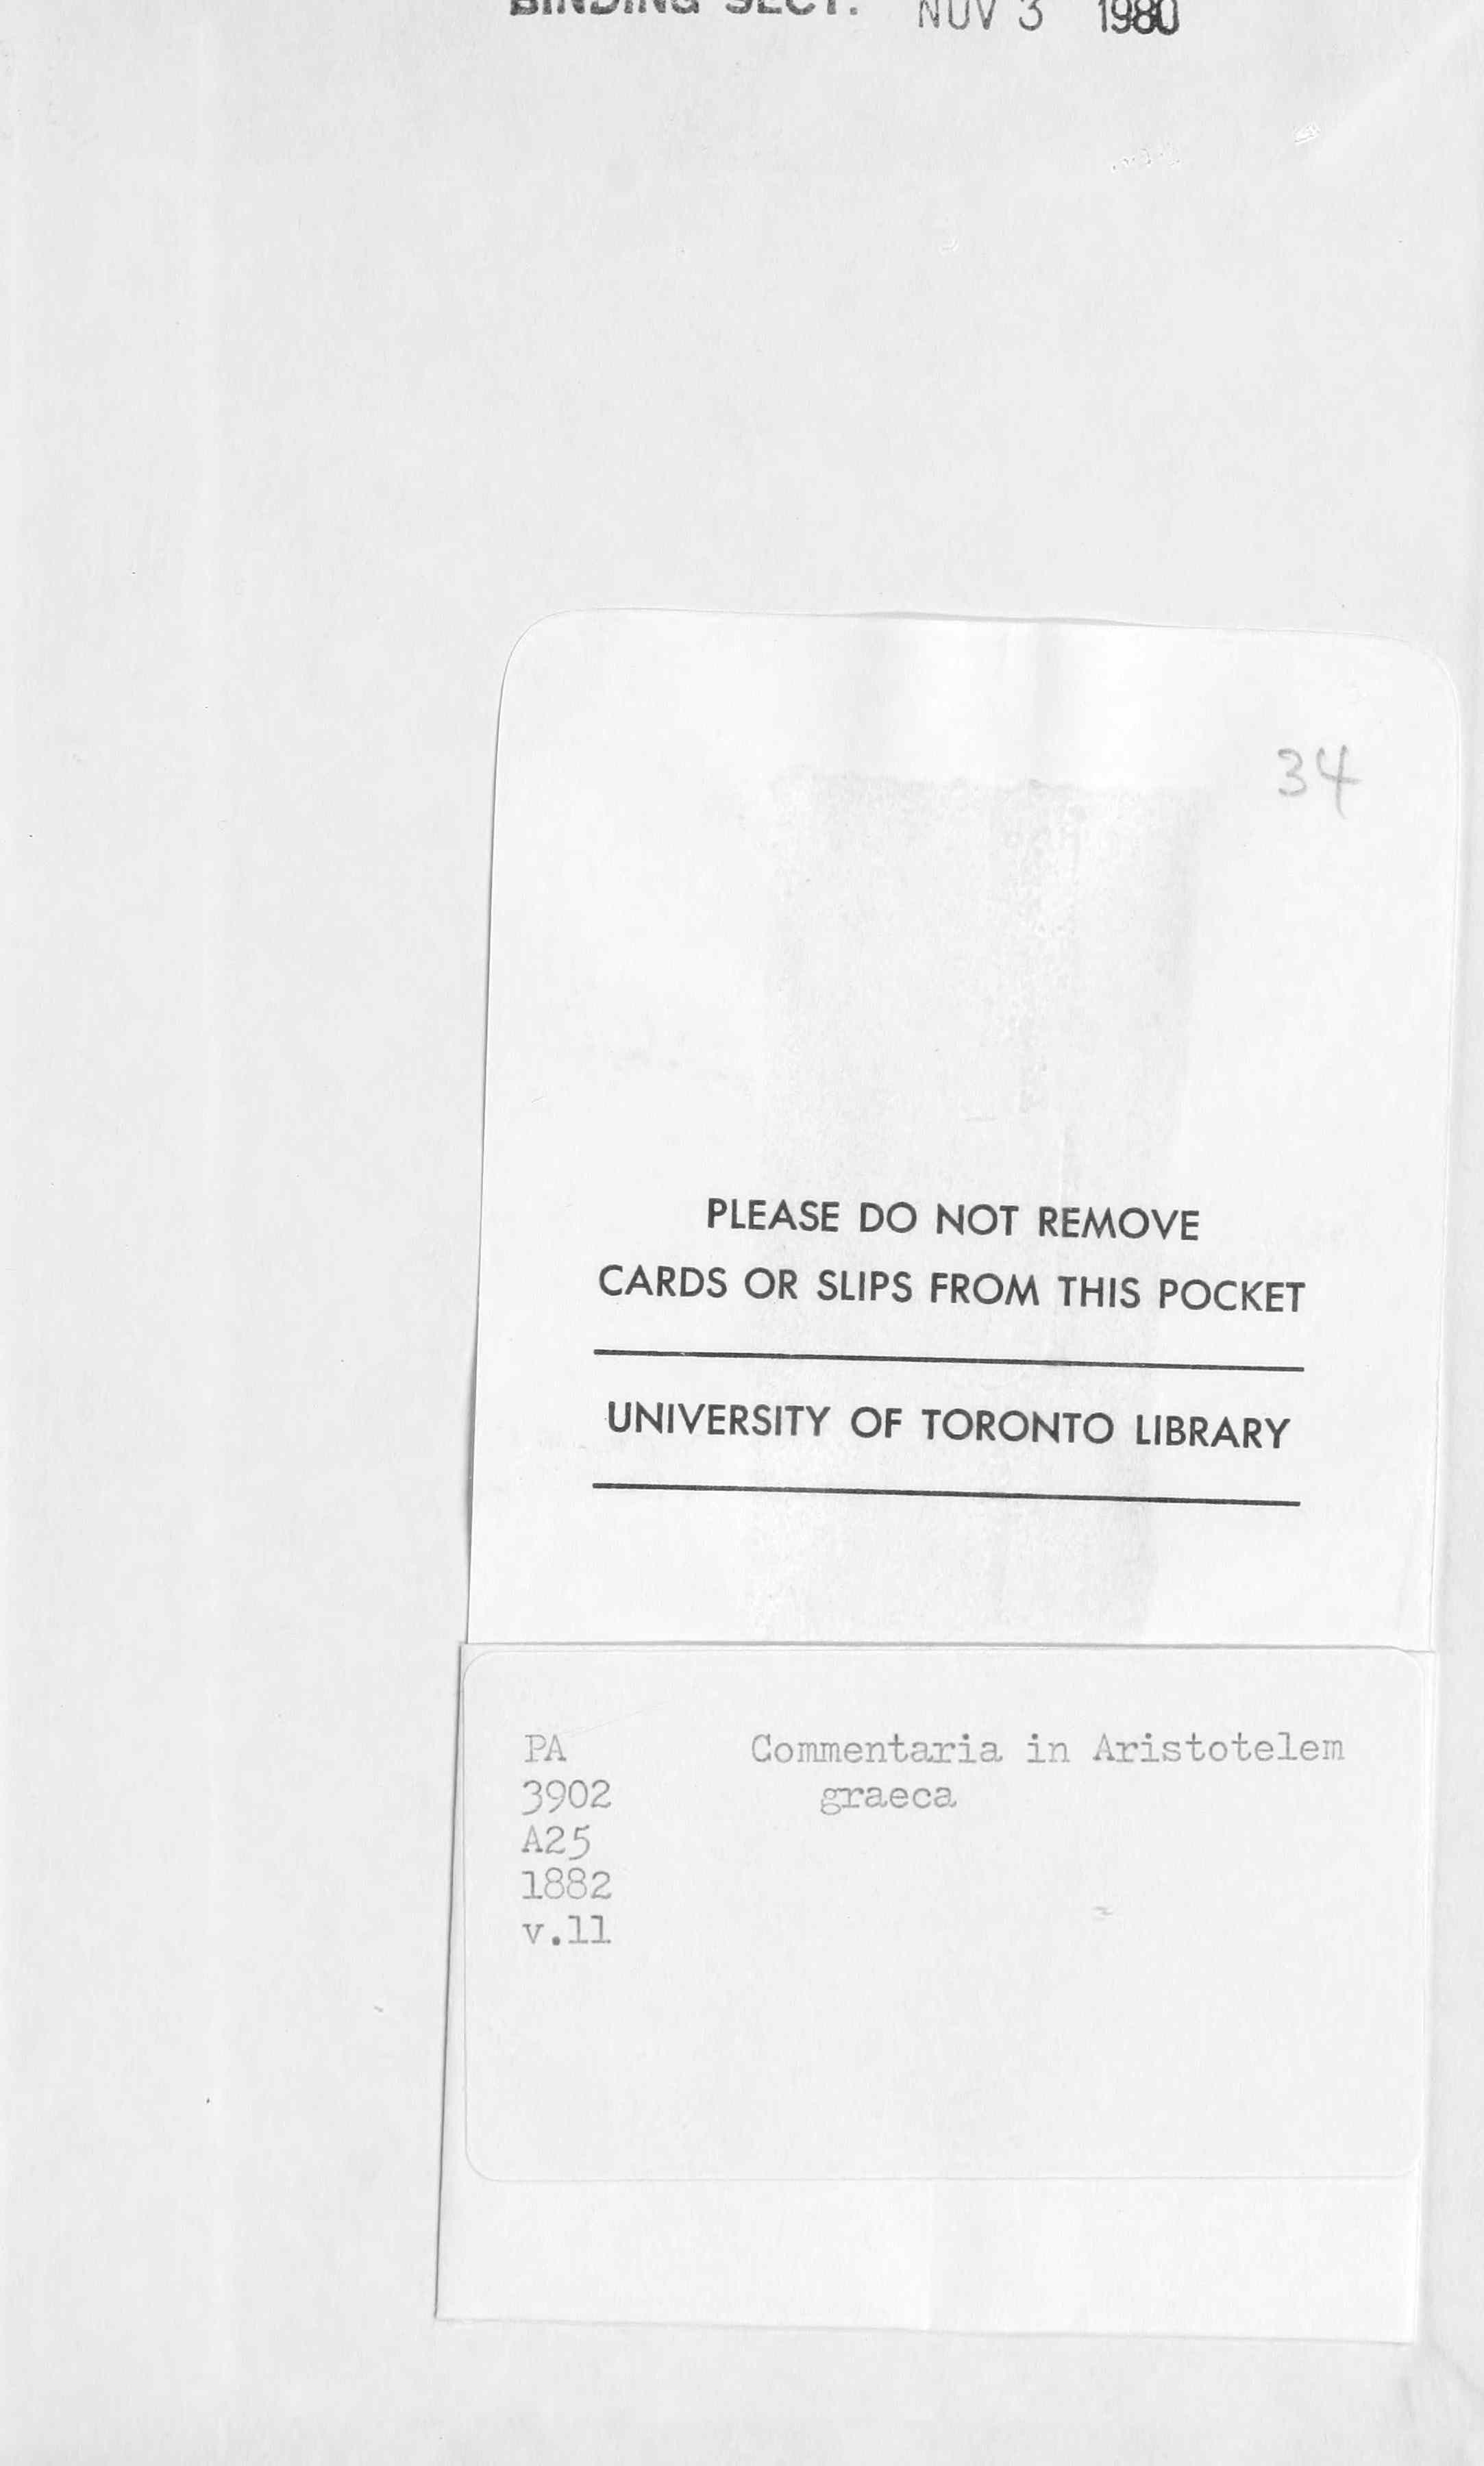 BINDING SECT. NOV 3 1980
34
PLEASE DO NOT REMOVE
CARDS OR SLIPS FROM THIS POCKET
UNIVERSITY OF TORONTO LIBRARY
PA Commentaria in Aristotelem
3902 graeca
A25
1882
v.11